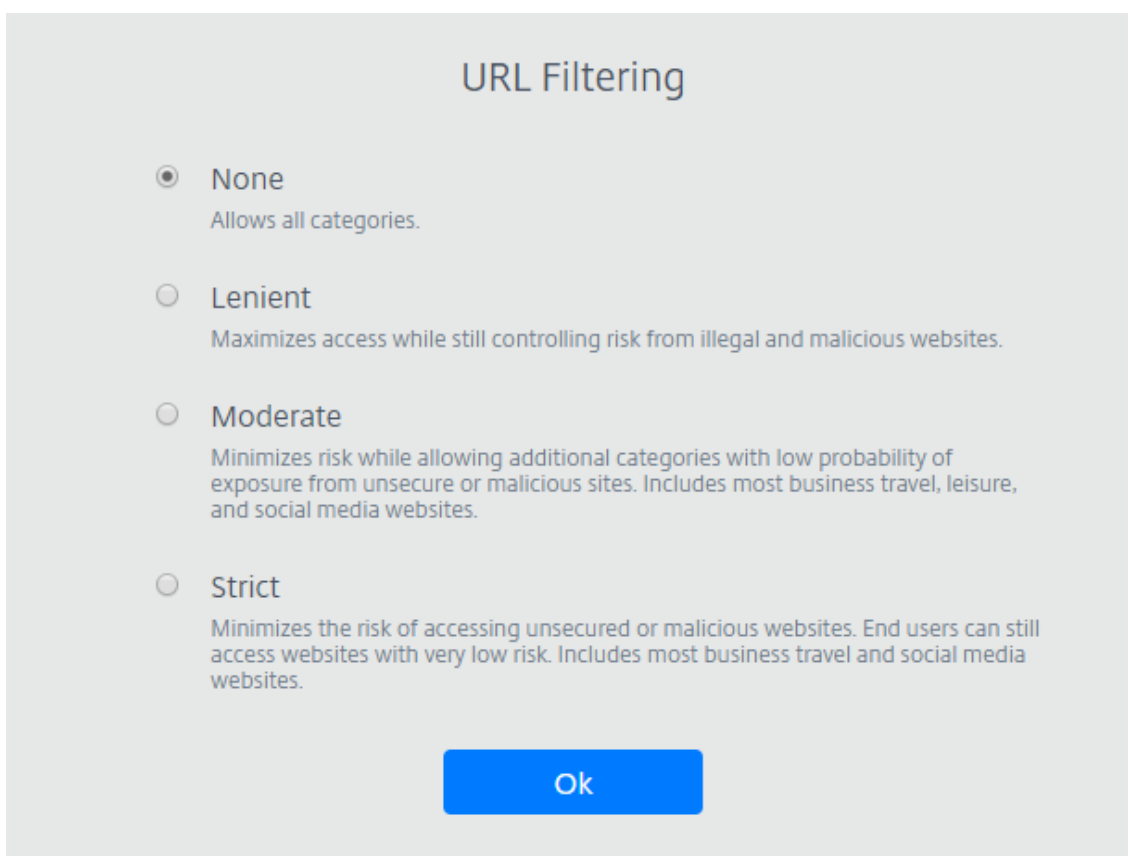 URL Filtering
None
Allows all categories.
Lenient
Maximizes access while still controlling risk from illegal and malicious websites.
Moderate
Minimizes risk while allowing additional categories with low probability of
exposure from unsecure or malicious sites. Includes most business travel, leisure,
and social media websites.
Strict
Minimizes the risk of accessing unsecured or malicious websites. End users can still
access websites with very low risk. Includes most business travel and social media
websites.
Ok